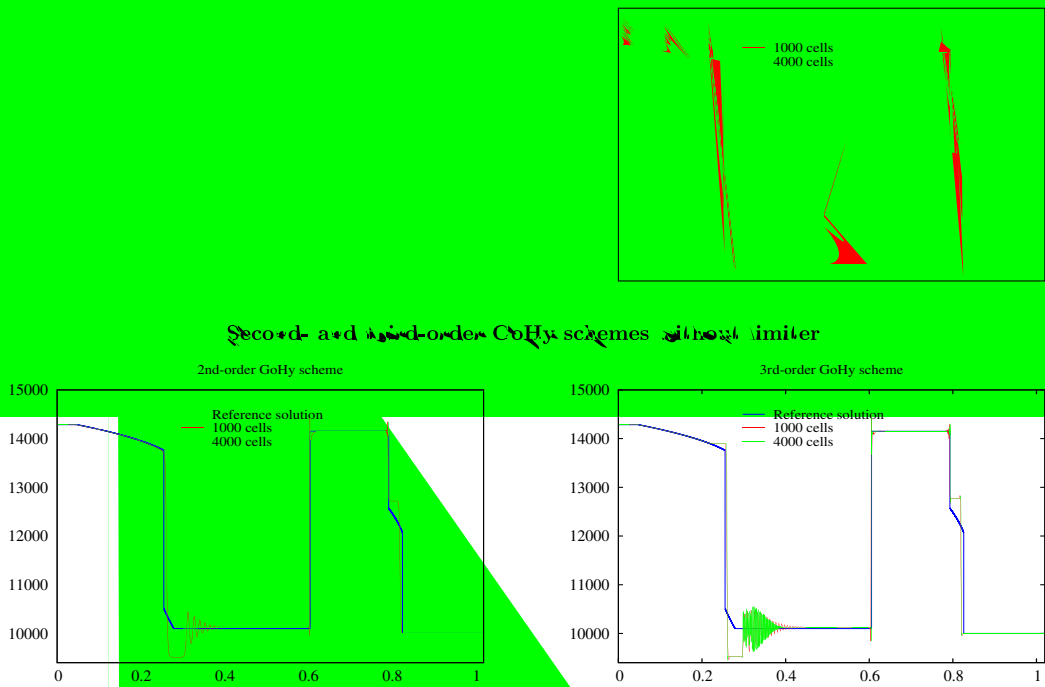 1000 cells
4000 cells
schemes
2nd-order GoHy scheme
3rd-order GoHy scheme
15000
14000
13000
12000
11000
10000
0
0.2
0.4
0.6
0.8
1
Reference solution
1000 cells
4000 cells
15000
14000
13000
12000
11000
10000
0
0.2
0.4
0.6
0.8
1
Reference solution
1000 cells
4000 cells